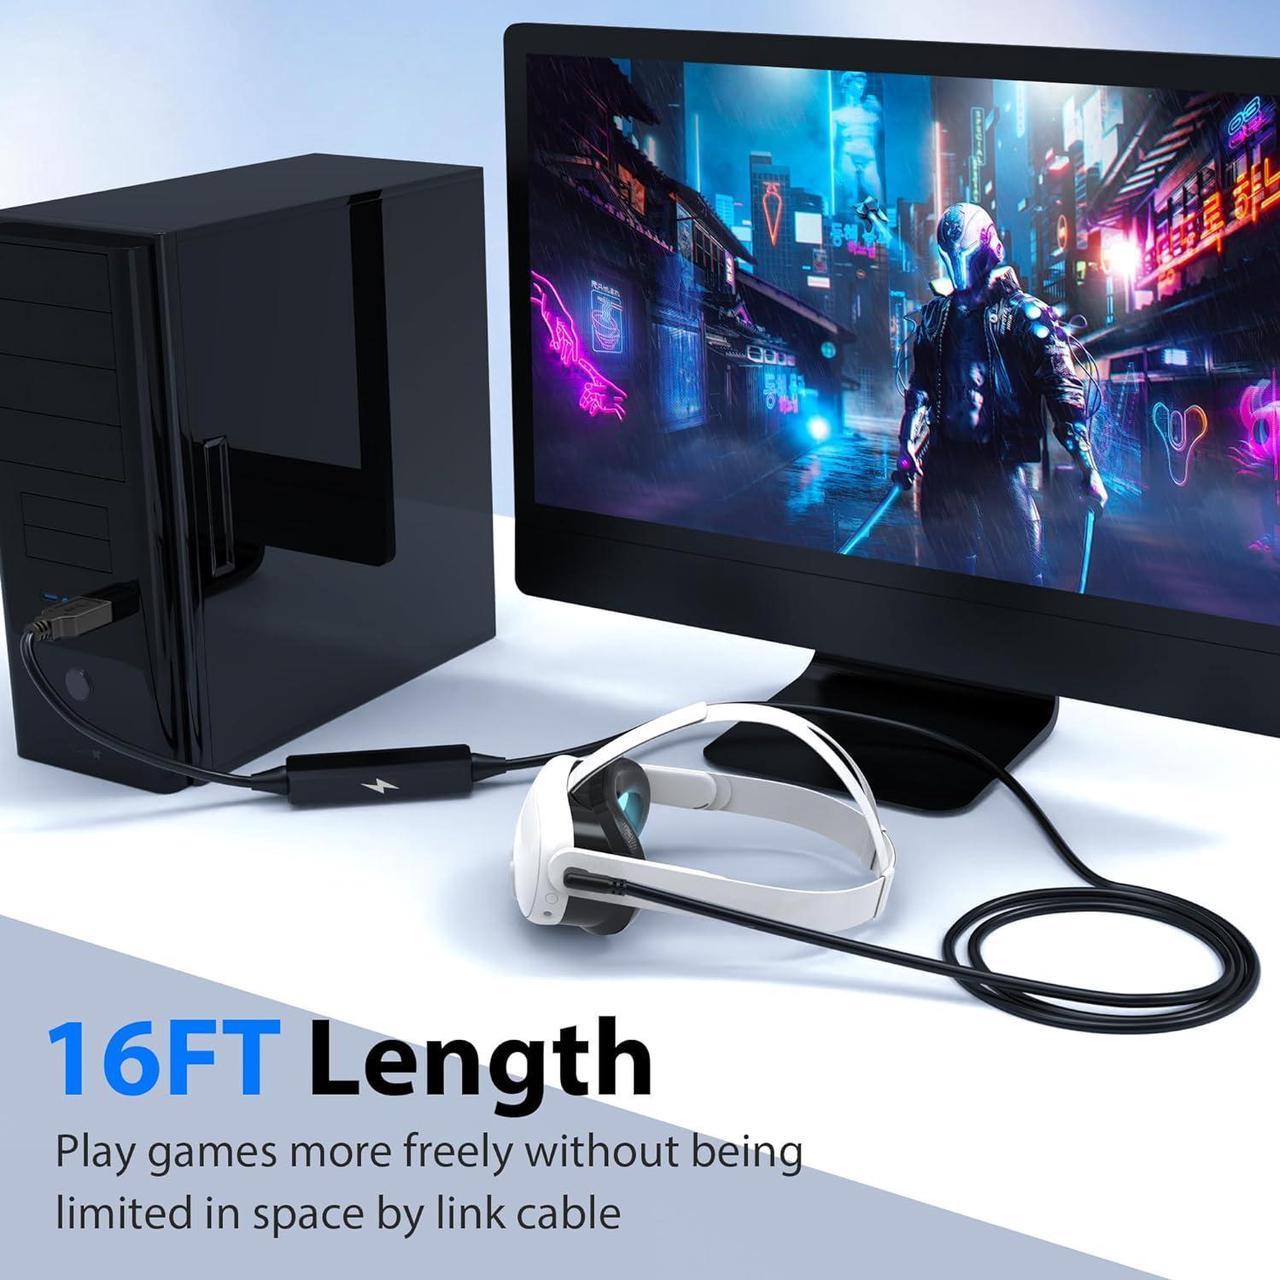 16FT Length
Play games more freely without being
limited in space by link cable